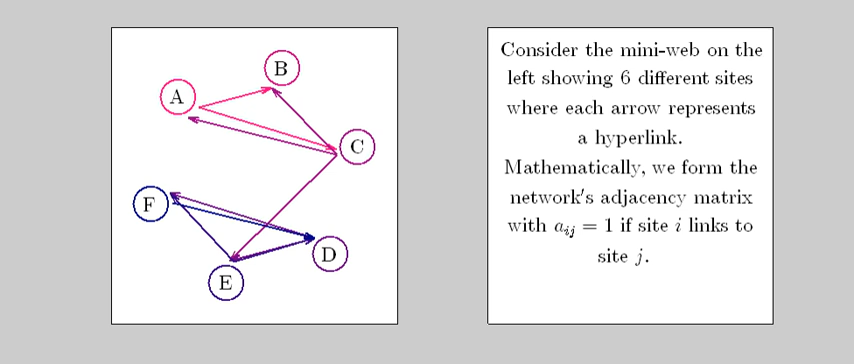 B
A
C
F
D
E
Consider the mini-web on the
left showing 6 different sites
where each arrow represents
a hyperlink.
Mathematically, we form the
network's adjacency matrix
with aᵢⱼ = 1 if site i links to
site j.